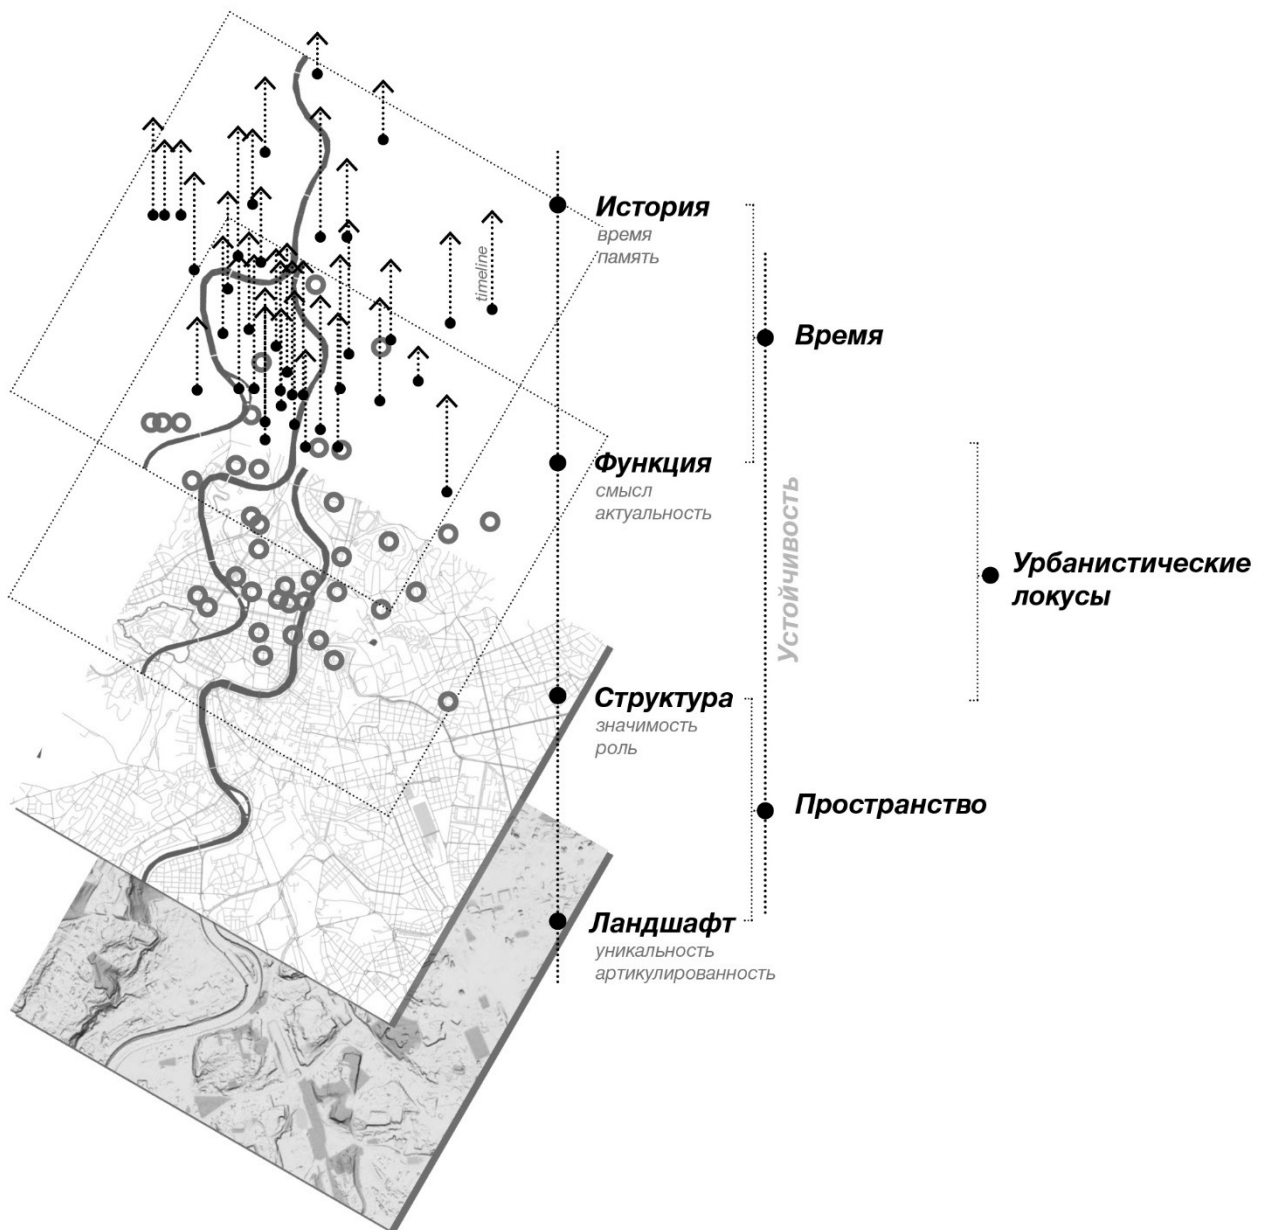 История
время
память
timeline
Время
Функция
смысл
актуальность
Устойчивость
Урбанистические
локусы
Структура
значимость
роль
Пространство
Ландшафт
уникальность
артикулированность